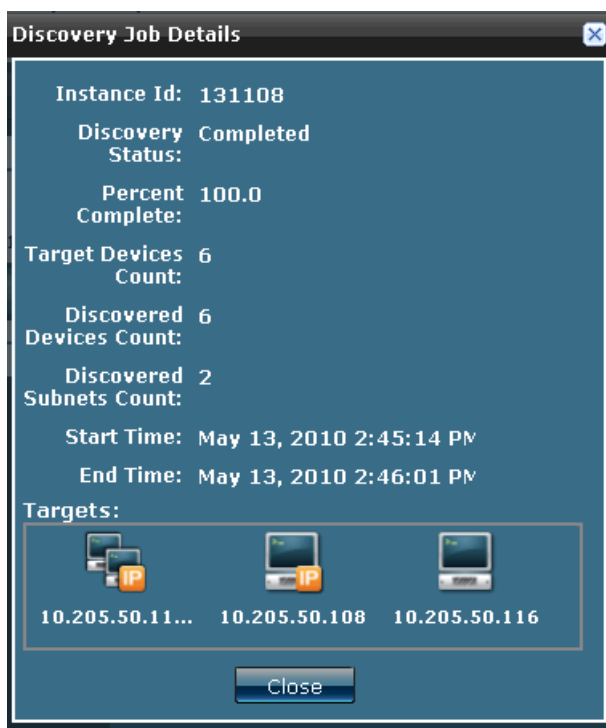 Discovery Job Details
Instance Id: 131108
Discovery Status: Completed
Percent Complete: 100.0
Target Devices Count: 6
Discovered Devices Count: 6
Discovered Subnets Count: 2
Start Time: May 13, 2010 2:45:14 PM
End Time: May 13, 2010 2:46:01 PM
Targets:
IP IP
10.205.50.11... 10.205.50.108 10.205.50.116
Close